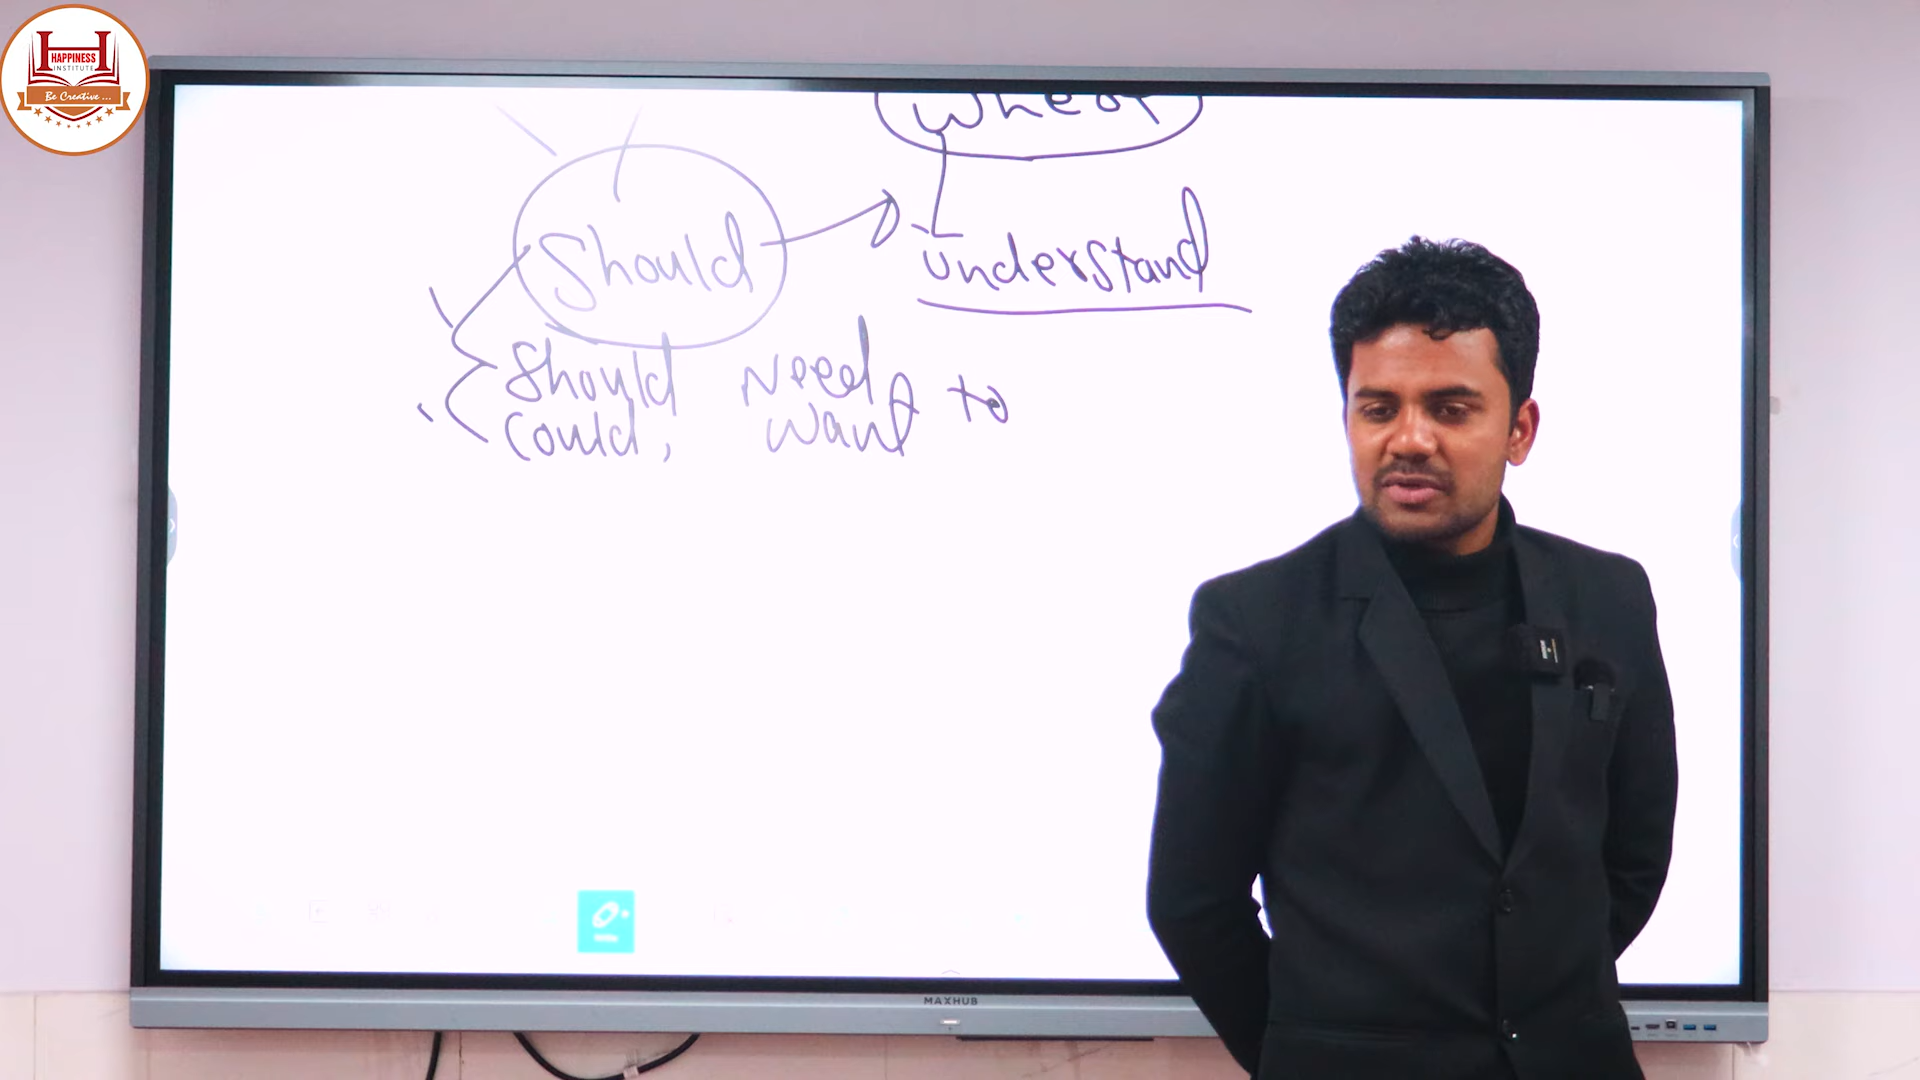 HAPPINESS
INSTITUTE
Be Creative ...
Should
understand
Should Need
Could, want to
MAXHUB